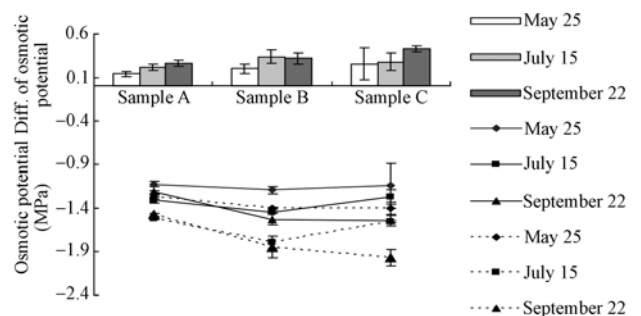 Osmotic potential Diff. of osmotic
(MPa) potential
0.6
0.1
−0.4
−0.9
−1.4
−1.9
−2.4
Sample A Sample B Sample C
May 25
July 15
September 22
May 25
July 15
September 22
May 25
July 15
September 22